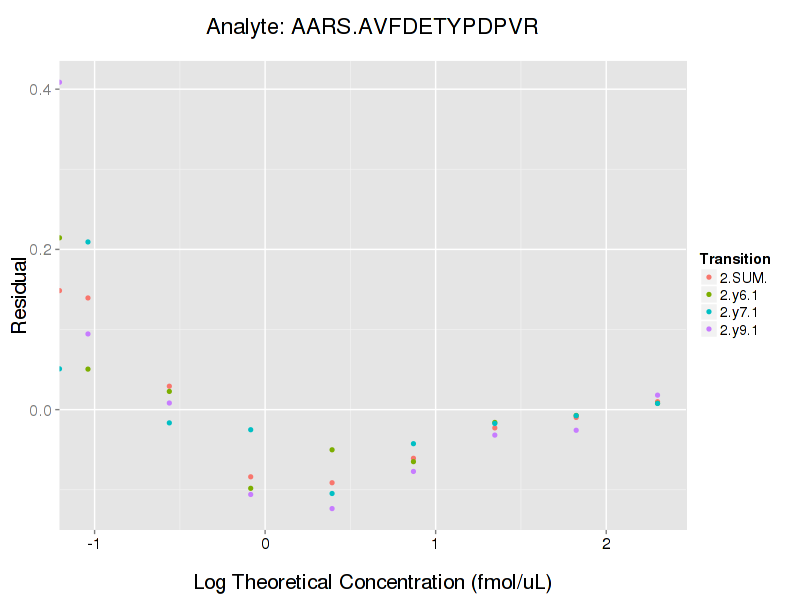 Analyte: AARS.AVFDETYPDPVR
Residual
0.4
0.2
0.0
-1
0
1
2
Log Theoretical Concentration (fmol/uL)
Transition
2.SUM.
2.y6.1
2.y7.1
2.y9.1